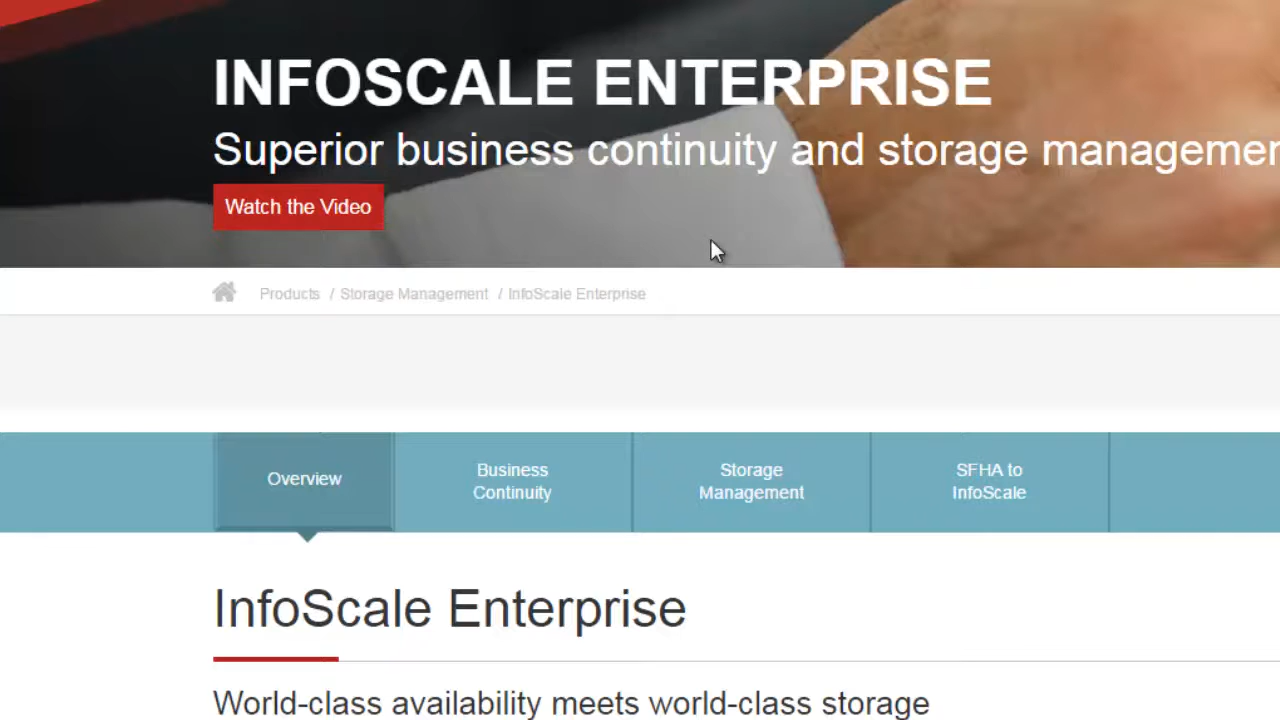 INFOSCALE ENTERPRISE
Superior business continuity and storage
Watch the Video
Products / Storage Management / InfoScale Enterprise
Overview
Business
Continuity
Storage
Management
SFHA to
InfoScale
InfoScale Enterprise
World-class availability meets world-class storage